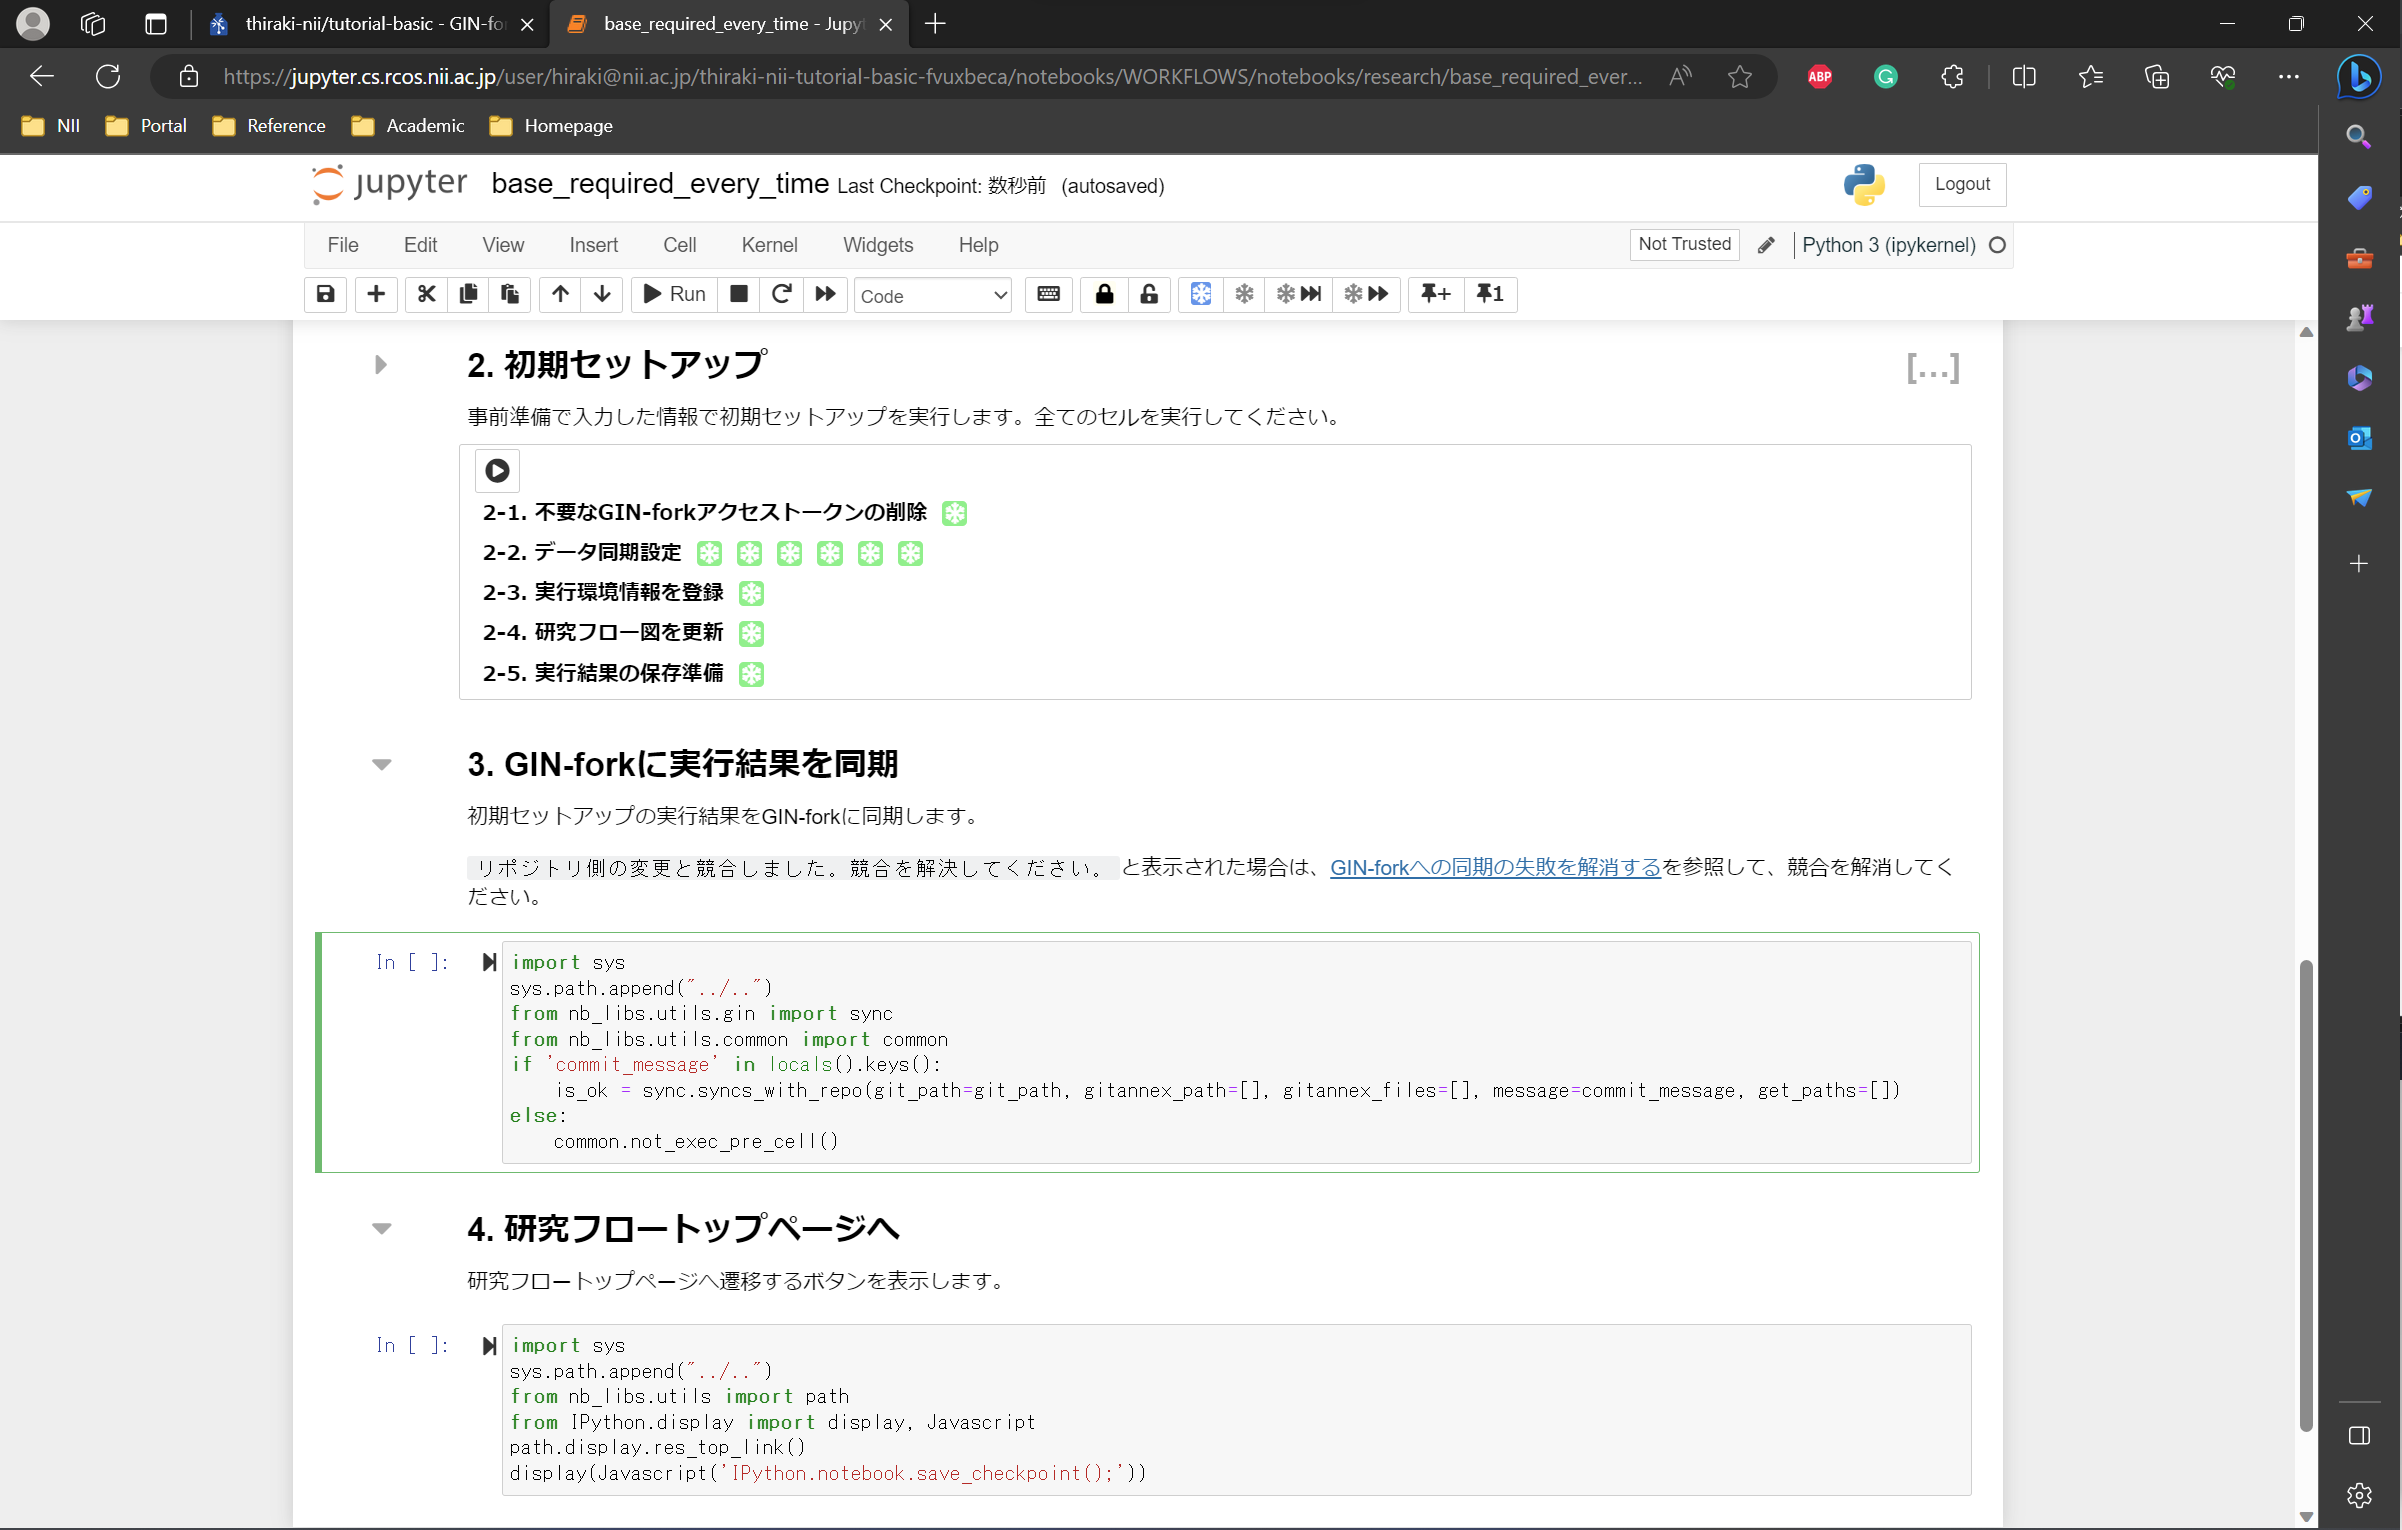 thiraki-nii/tutorial-basic - GIN-fo
base_required_every_time - Jupyt
https://jupyter.cs.rcos.nii.ac.jp/user/hiraki@nii.ac.jp/thiraki-nii-tutorial-basic-fvuxbeca/notebooks/WORKFLOWS/notebooks/research/base_required_ever...
ABP
NII
Portal
Reference
Academic
Homepage
jupyter
base_required_every_time Last Checkpoint: 数秒前 (autosaved)
Logout
File
Edit
View
Insert
Cell
Kernel
Widgets
Help
Not Trusted
Python 3 (ipykernel)
Run
Code
1
2. 初期セットアップ
[...]
事前準備で入力した情報で初期セットアップを実行します。全てのセルを実行してください。
2-1. 不要なGIN-forkアクセストークンの削除
2-2. データ同期設定
2-3. 実行環境情報を登録
2-4. 研究フロー図を更新
2-5. 実行結果の保存準備
3. GIN-forkに実行結果を同期
初期セットアップの実行結果をGIN-forkに同期します。
リポジトリ側の変更と競合しました。競合を解決してください。と表示された場合は、GIN-forkへの同期の失敗を解消するを参照して、競合を解消してく
ださい。
In [ ]:
import sys
sys.path.append("../..")
from nb_libs.utils.gin import sync
from nb_libs.utils.common import common
if 'commit_message' in locals().keys():
    is_ok = sync.syncs_with_repo(git_path=git_path, gitannex_path=[], gitannex_files=[], message=commit_message, get_paths=[])
else:
    common.not_exec_pre_cell()
4. 研究フロートップページへ
研究フロートップページへ遷移するボタンを表示します。
In [ ]:
import sys
sys.path.append("../..")
from nb_libs.utils import path
from IPython.display import display, Javascript
path.display.res_top_link()
display(Javascript('IPython.notebook.save_checkpoint();'))